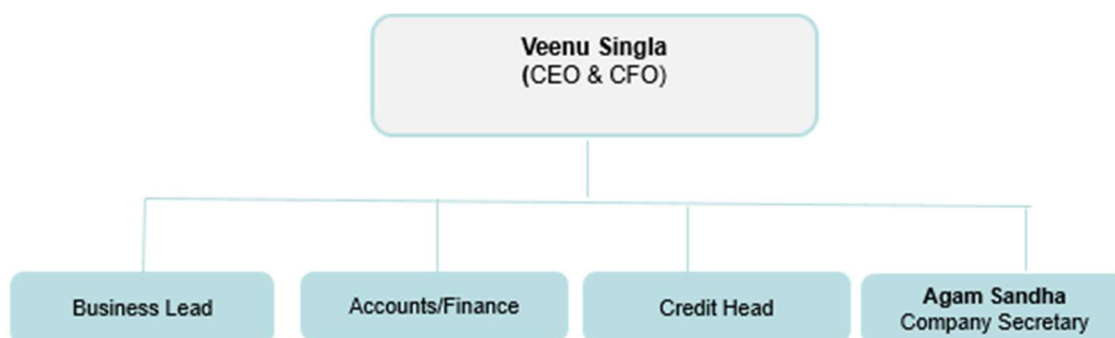 Veenu Singla
(CEO & CFO)
Business Lead
Accounts/Finance
Credit Head
Agam Sandha
Company Secretary